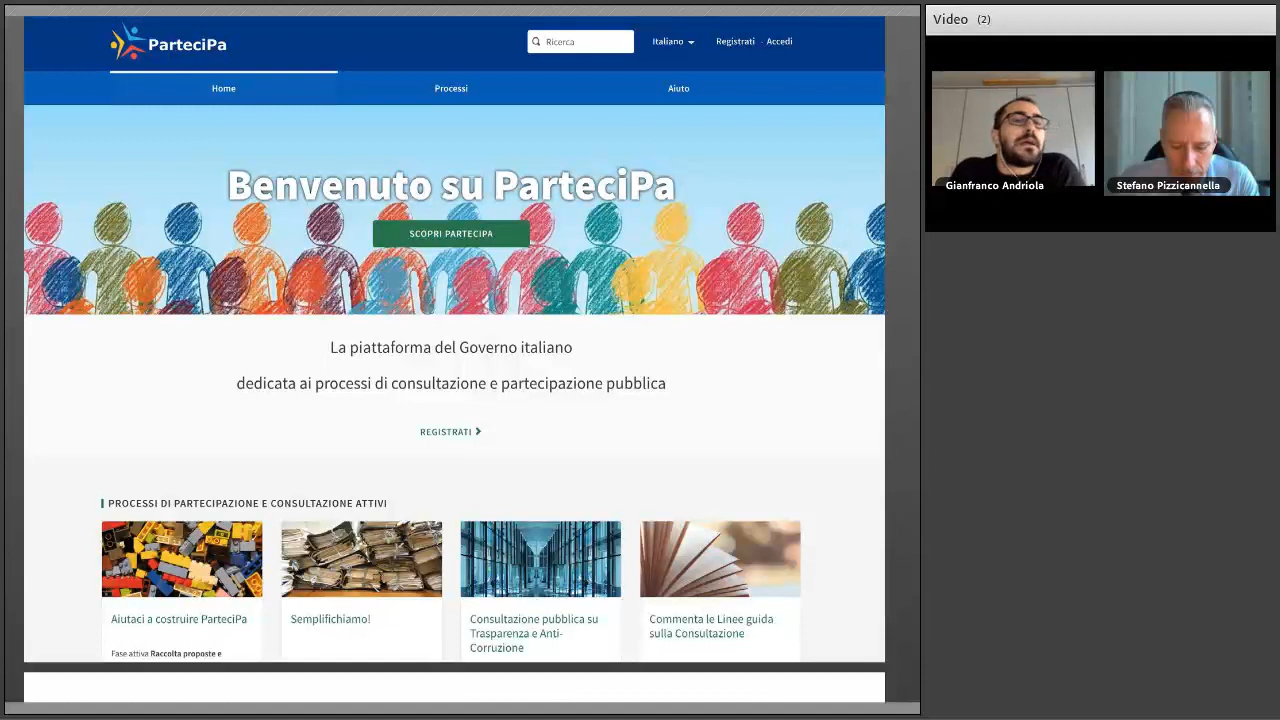 ParteciPa
Ricerca
Italiano
Registrati
Accedi
Home
Processi
Aiuto
Benvenuto su ParteciPa
SCOPRI PARTECIPA
La piattaforma del Governo italiano
dedicata ai processi di consultazione e partecipazione pubblica
REGISTRATI
PROCESSI DI PARTECIPAZIONE E CONSULTAZIONE ATTIVI
Aiutaci a costruire ParteciPa
Fase attiva Raccolta proposte e
Semplifichiamo!
Consultazione pubblica su
Trasparenza e Anti-
Corruzione
Commenta le Linee guida
sulla Consultazione
Video (2)
Gianfranco Andriola
Stefano Pizzicannella